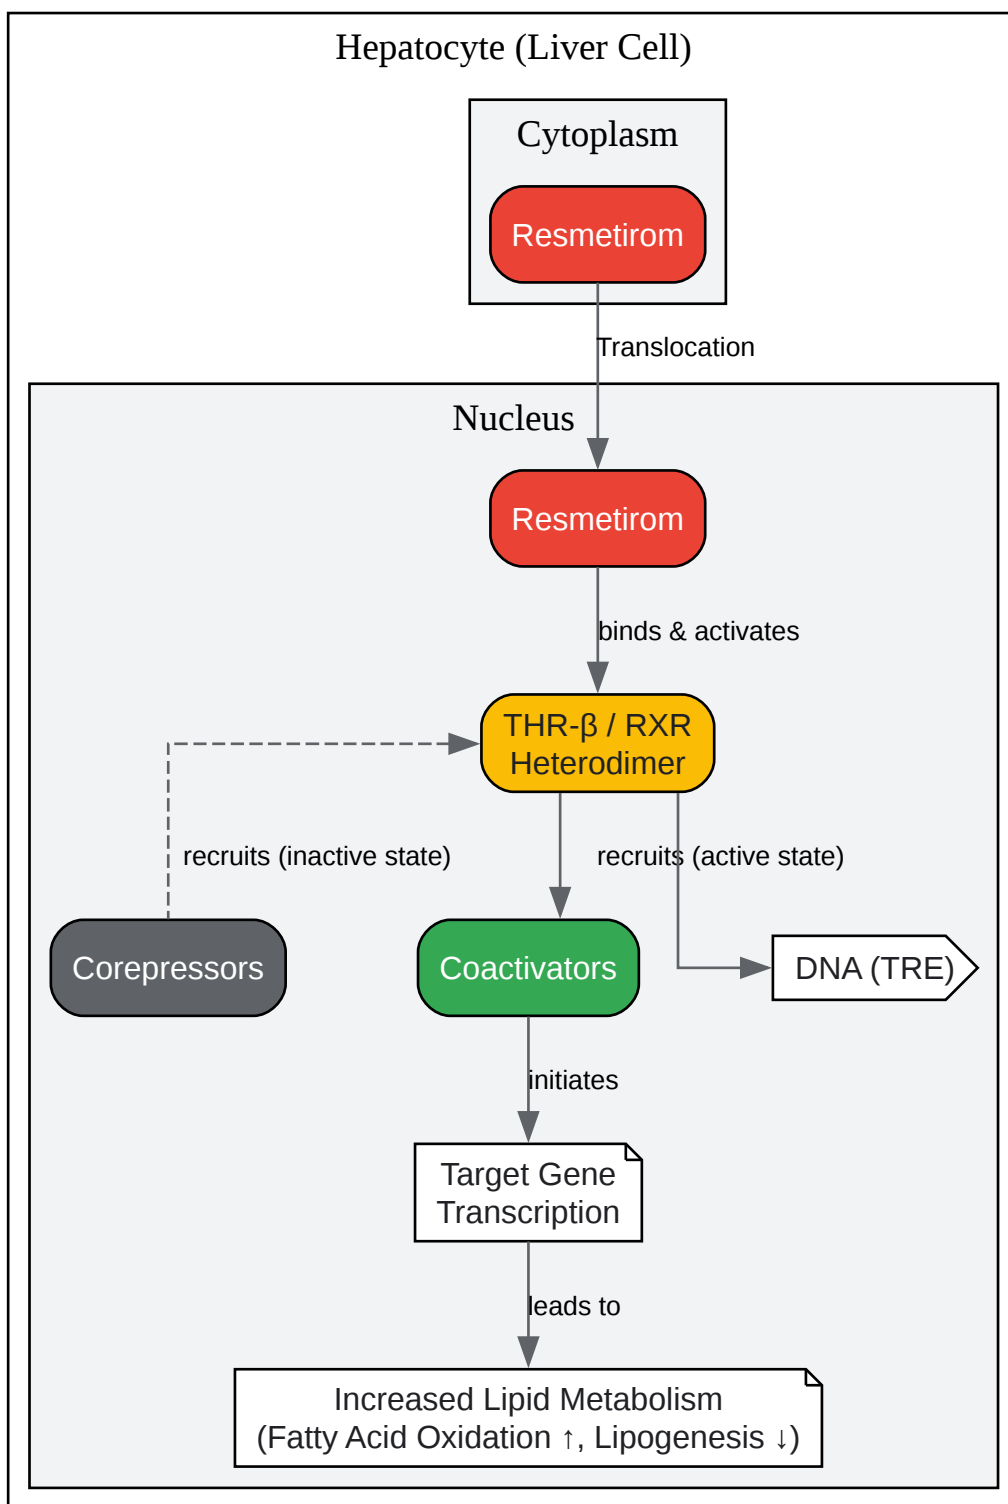 Hepatocyte (Liver Cell)
Cytoplasm
Resmetirom
Translocation
Nucleus
Resmetirom
binds & activates
THR-β / RXR
Heterodimer
recruits (inactive state)
recruits (active state)
Corepressors
Coactivators
DNA (TRE)
initiates
Target Gene
Transcription
leads to
Increased Lipid Metabolism
(Fatty Acid Oxidation ↑, Lipogenesis ↓)